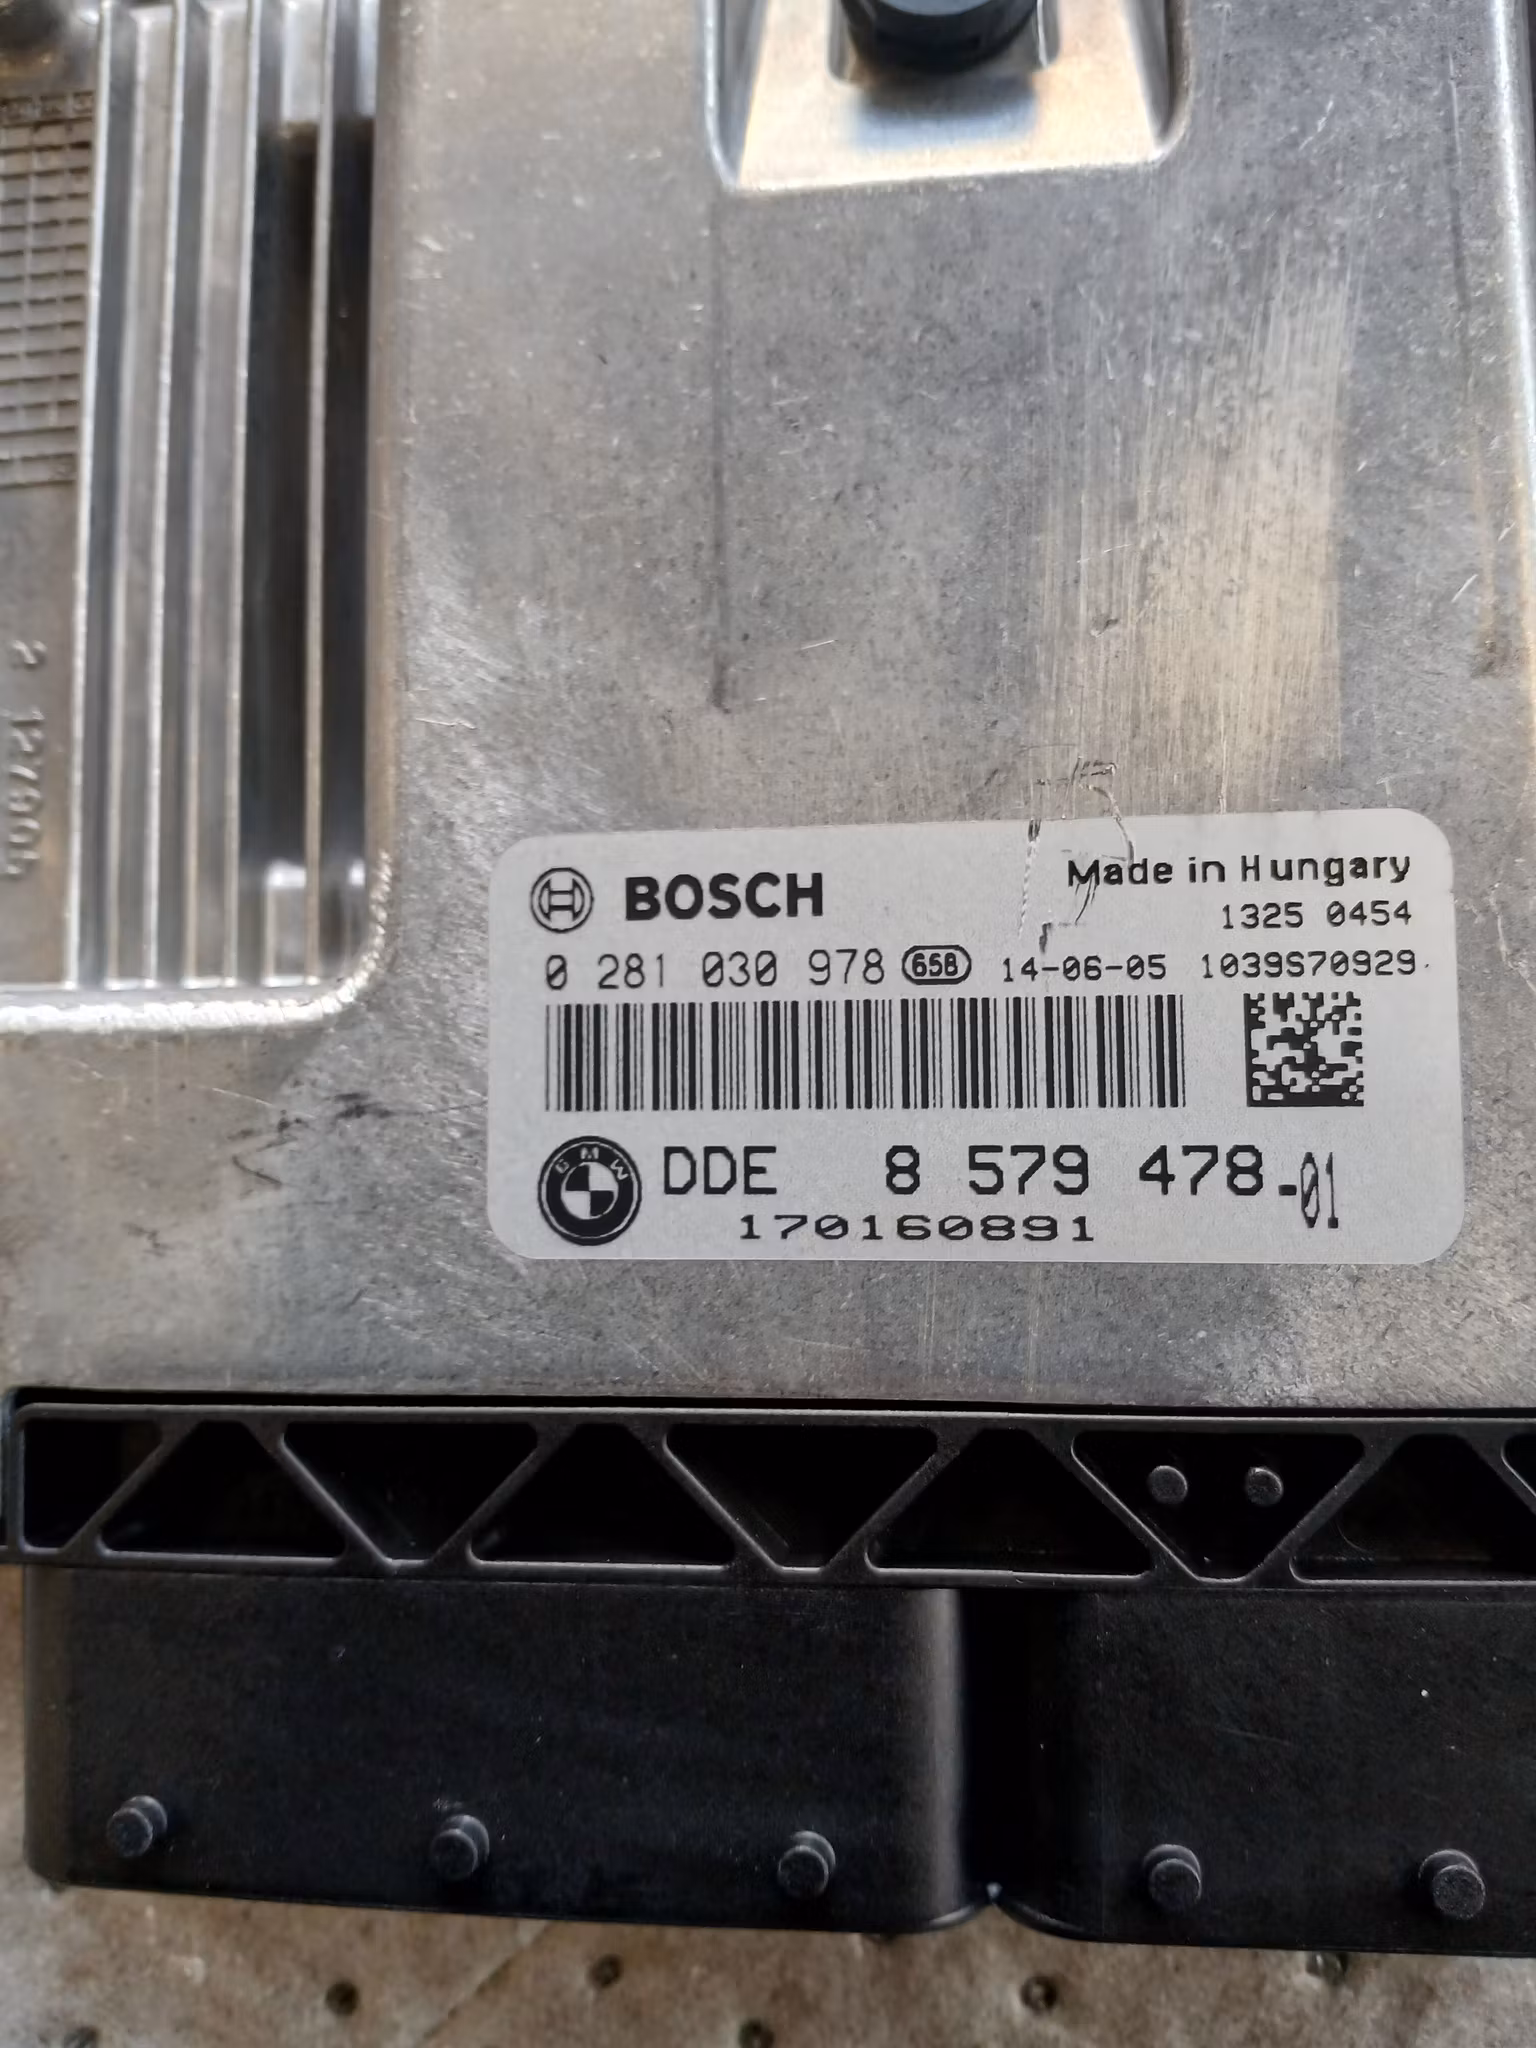 BOSCH
Made in Hungary
1325 0454
0 281 030 978 658 14-06-05 1039S70929
BMW DDE 8 579 478-01
170160891